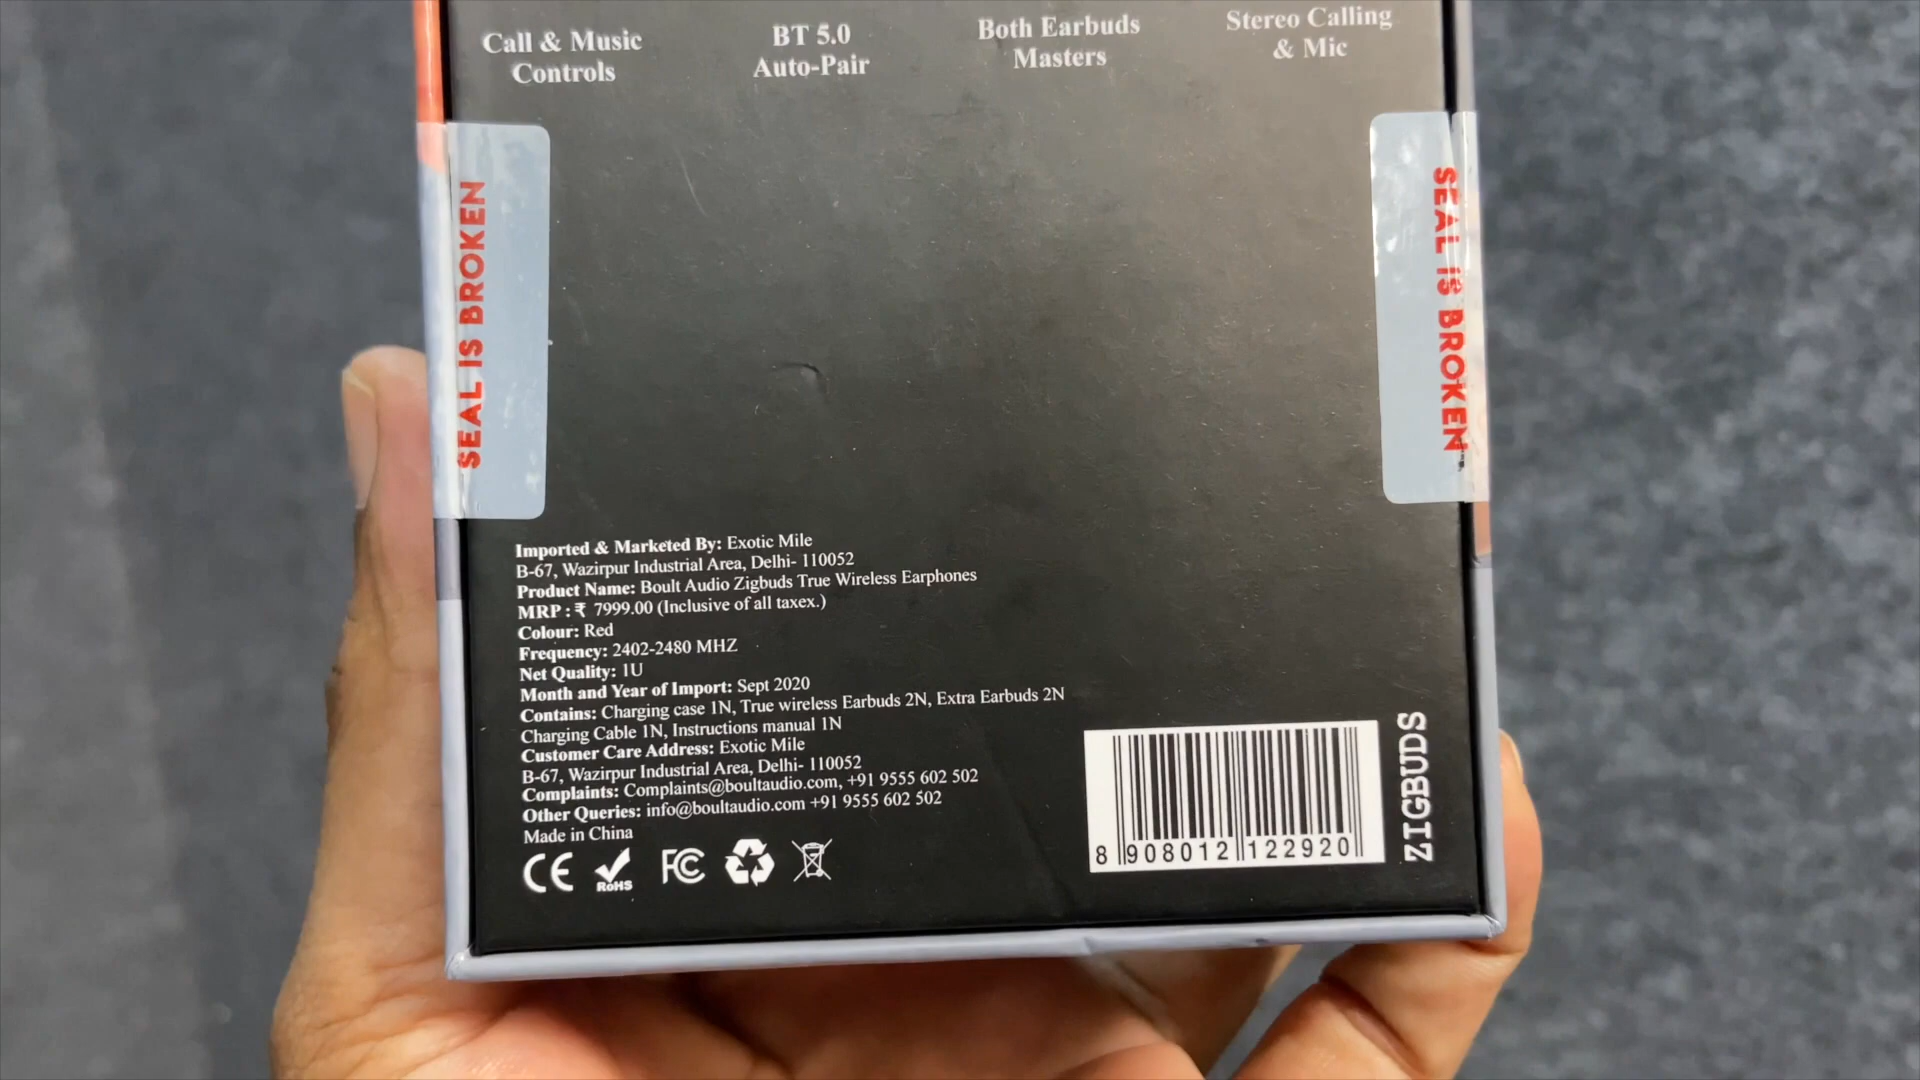 Call & Music
Controls
BT 5.0
Auto-Pair
Both Earbuds
Masters
Stereo Calling
& Mic
SEAL IS BROKEN
SEAL IS BROKEN
Imported & Marketed By: Exotic Mile
B-67, Wazirpur Industrial Area, Delhi- 110052
Product Name: Boult Audio Zigbuds True Wireless Earphones
MRP : ₹ 7999.00 (Inclusive of all taxex.)
Colour: Red
Frequency: 2402-2480 MHZ
Net Quality: 1U
Month and Year of Import: Sept 2020
Contains: Charging case 1N, True wireless Earbuds 2N, Extra Earbuds 2N
Charging Cable 1N, Instructions manual 1N
Customer Care Address: Exotic Mile
B-67, Wazirpur Industrial Area, Delhi- 110052
Complaints: Complaints@boultaudio.com, +91 9555 602 502
Other Queries: info@boultaudio.com +91 9555 602 502
Made in China
CE
RoHS
FC
8 908012 122920
ZIGBUDS